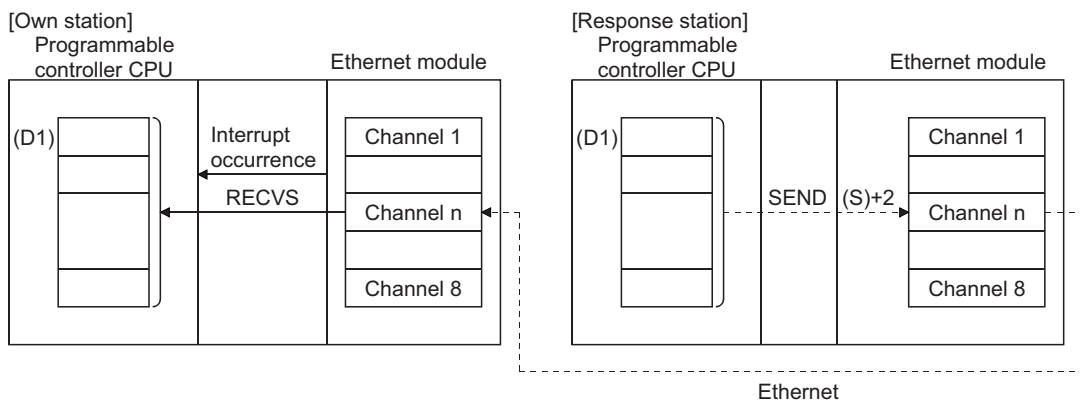 [Own station]
Programmable
controller CPU
Ethernet module
(D1)
Interrupt
occurrence
RECVS
Channel 1
Channel n
Channel 8
[Response station]
Programmable
controller CPU
Ethernet module
(D1)
SEND
(S)+2
Channel 1
Channel n
Channel 8
Ethernet